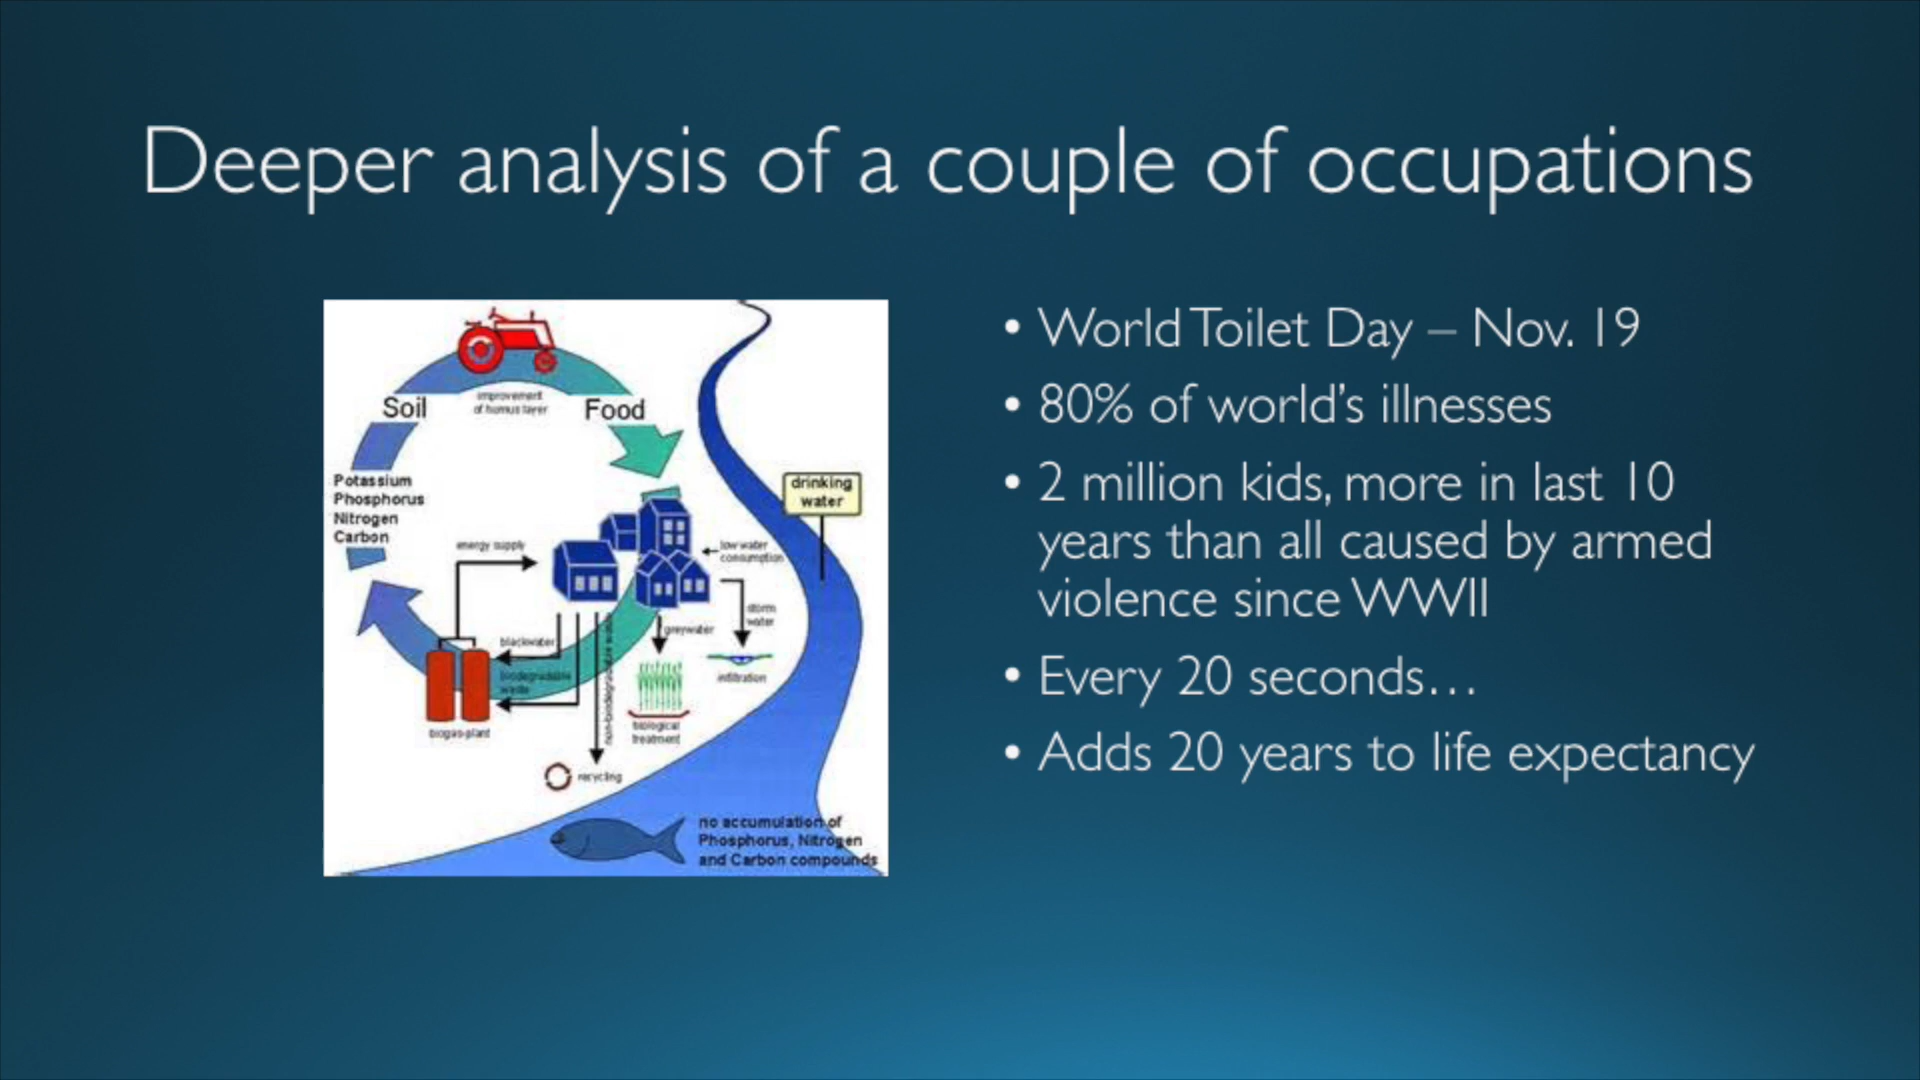 Deeper analysis of a couple of occupations
improvement
of humus layer
Soil
Food
Potassium
Phosphorus
Nitrogen
Carbon
drinking
water
energy supply
low water
consumption
storm
water
greywater
blackwater
biodegradable
waste
non-biodegradable waste
infiltration
biological
treatment
biogas-plant
recycling
no accumulation of
Phosphorus, Nitrogen
and Carbon compounds
• World Toilet Day – Nov. 19
• 80% of world's illnesses
• 2 million kids, more in last 10
years than all caused by armed
violence since WWII
• Every 20 seconds…
• Adds 20 years to life expectancy